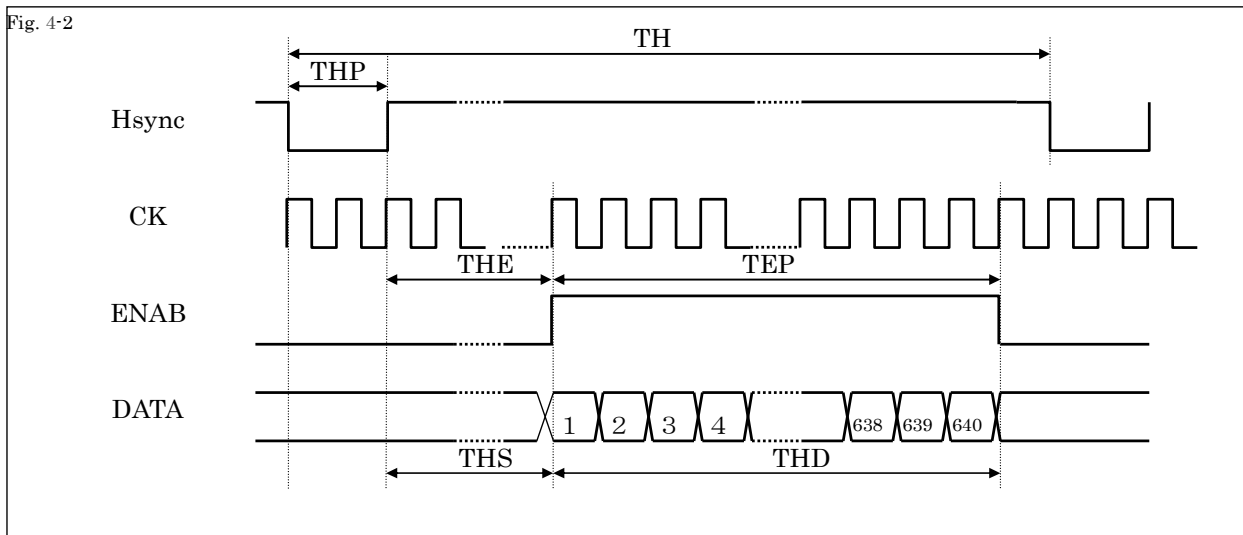 Fig. 4-2
TH
THP
Hsync
CK
THE TEP
ENAB
DATA 1 2 3 4 638 639 640
THS THD